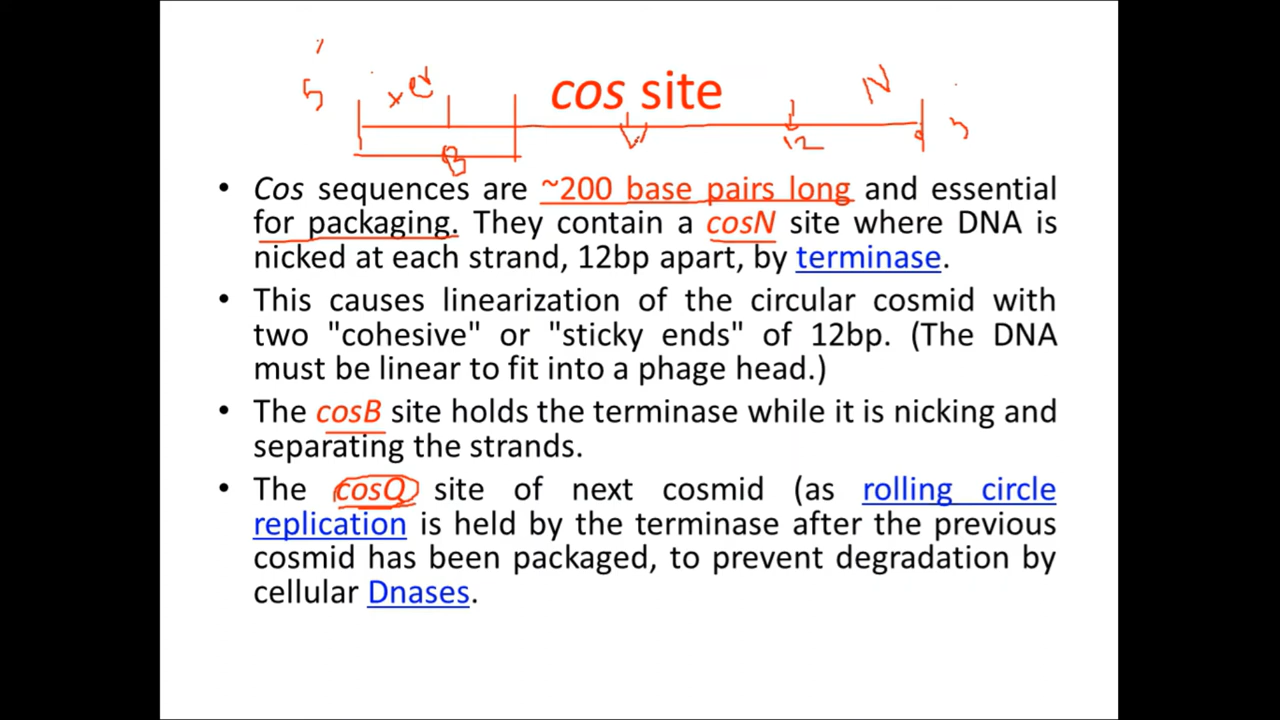 5
N
cos site
12
B
• Cos sequences are ~200 base pairs long and essential
for packaging. They contain a cosN site where DNA is
nicked at each strand, 12bp apart, by terminase.
• This causes linearization of the circular cosmid with
two "cohesive" or "sticky ends" of 12bp. (The DNA
must be linear to fit into a phage head.)
• The cosB site holds the terminase while it is nicking and
separating the strands.
• The cosQ site of next cosmid (as rolling circle
replication is held by the terminase after the previous
cosmid has been packaged, to prevent degradation by
cellular Dnases.